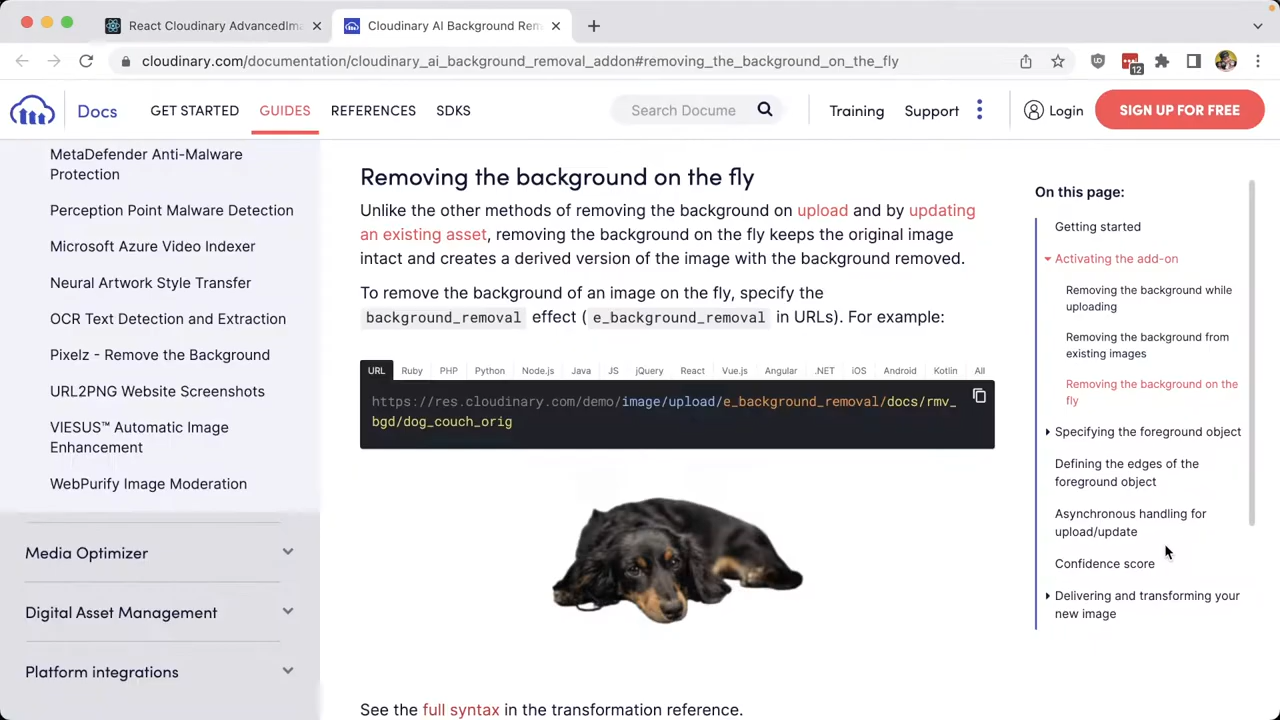 React Cloudinary AdvancedIma
Cloudinary AI Background Rem
cloudinary.com/documentation/cloudinary_ai_background_removal_addon#removing_the_background_on_the_fly
12
Docs
GET STARTED
GUIDES
REFERENCES
SDKS
Search Docume
Training
Support
Login
SIGN UP FOR FREE
MetaDefender Anti-Malware
Protection
Perception Point Malware Detection
Microsoft Azure Video Indexer
Neural Artwork Style Transfer
OCR Text Detection and Extraction
Pixelz - Remove the Background
URL2PNG Website Screenshots
VIESUS™ Automatic Image
Enhancement
WebPurify Image Moderation
Media Optimizer
Digital Asset Management
Platform integrations
Removing the background on the fly
Unlike the other methods of removing the background on upload and by updating
an existing asset, removing the background on the fly keeps the original image
intact and creates a derived version of the image with the background removed.
To remove the background of an image on the fly, specify the
background_removal effect ( e_background_removal in URLs). For example:
URL Ruby PHP Python Node.js Java JS jQuery React Vue.js Angular .NET iOS Android Kotlin All
https://res.cloudinary.com/demo/image/upload/e_background_removal/docs/rmv_
bgd/dog_couch_orig
See the full syntax in the transformation reference.
On this page:
Getting started
Activating the add-on
Removing the background while
uploading
Removing the background from
existing images
Removing the background on the
fly
Specifying the foreground object
Defining the edges of the
foreground object
Asynchronous handling for
upload/update
Confidence score
Delivering and transforming your
new image